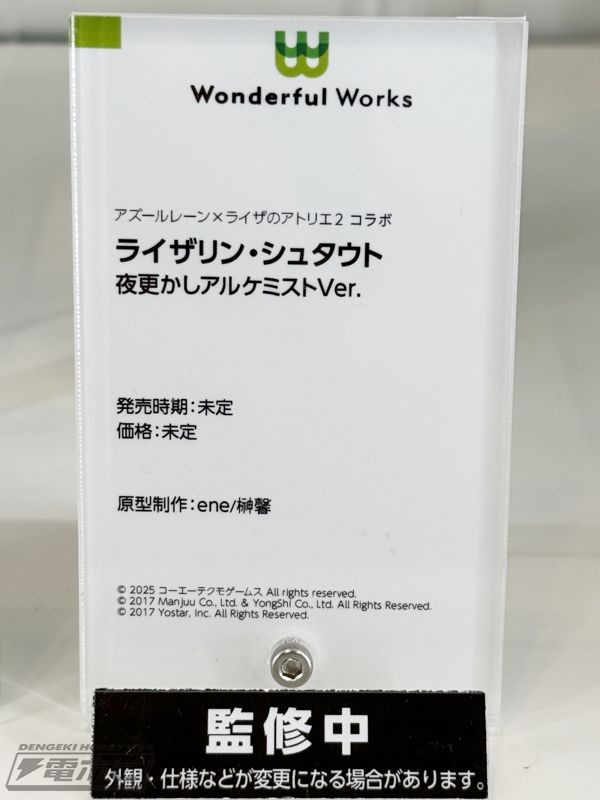 Wonderful Works
アズールレーン×ライザのアトリエ2 コラボ
ライザリン・シュタウト
夜更かしアルケミストVer.
発売時期：未定
価格：未定
原型制作：ene/榊馨
© 2025 コーエーテクモゲームス All rights reserved.
© 2017 Manjuu Co., Ltd. & YongShi Co., Ltd. All Rights Reserved.
© 2017 Yostar, Inc. All Rights Reserved.
監修中
外観・仕様などが変更になる場合があります。
DENGEKI
電